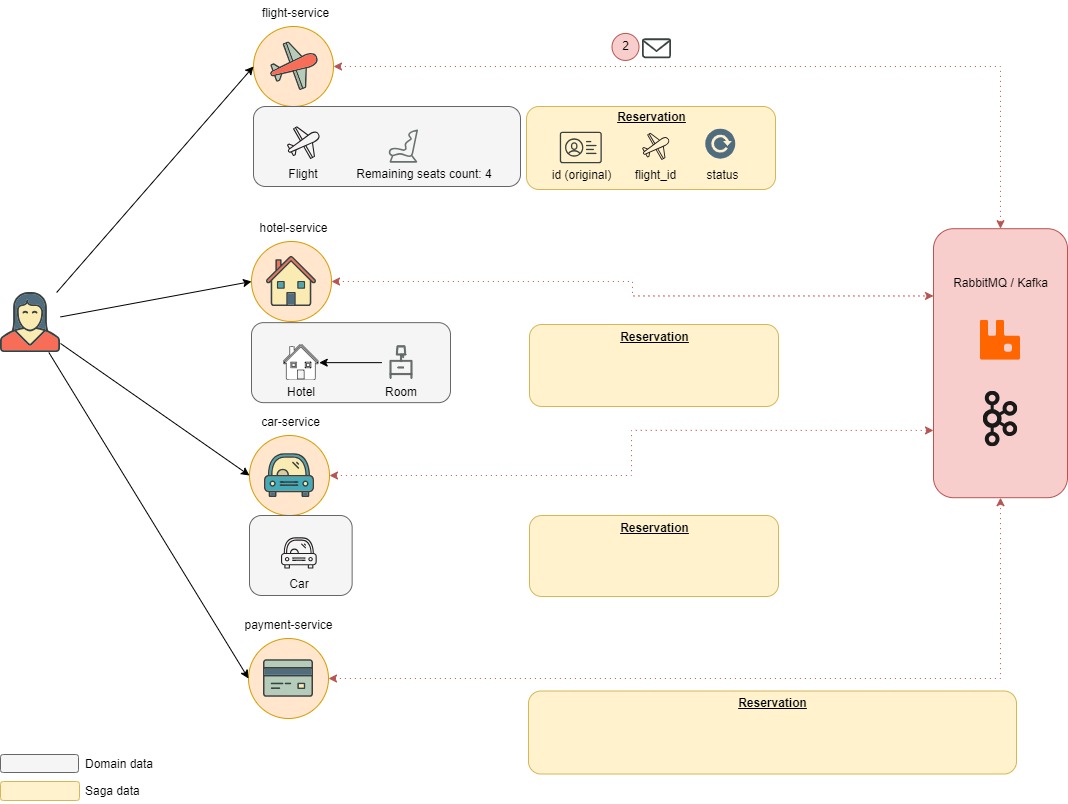 flight-service
2
Reservation
Flight
Remaining seats count: 4
id (original)
flight_id
status
hotel-service
RabbitMQ / Kafka
Reservation
Hotel
Room
car-service
Reservation
Car
payment-service
Reservation
Domain data
Saga data